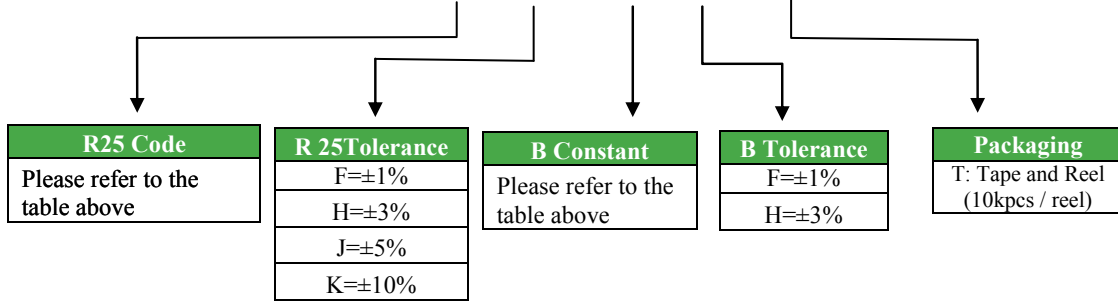 R25 Code
Please refer to the
table above
R 25Tolerance
F=±1%
H=±3%
J=±5%
K=±10%
B Constant
Please refer to the
table above
B Tolerance
F=±1%
H=±3%
Packaging
T: Tape and Reel
(10kpcs / reel)